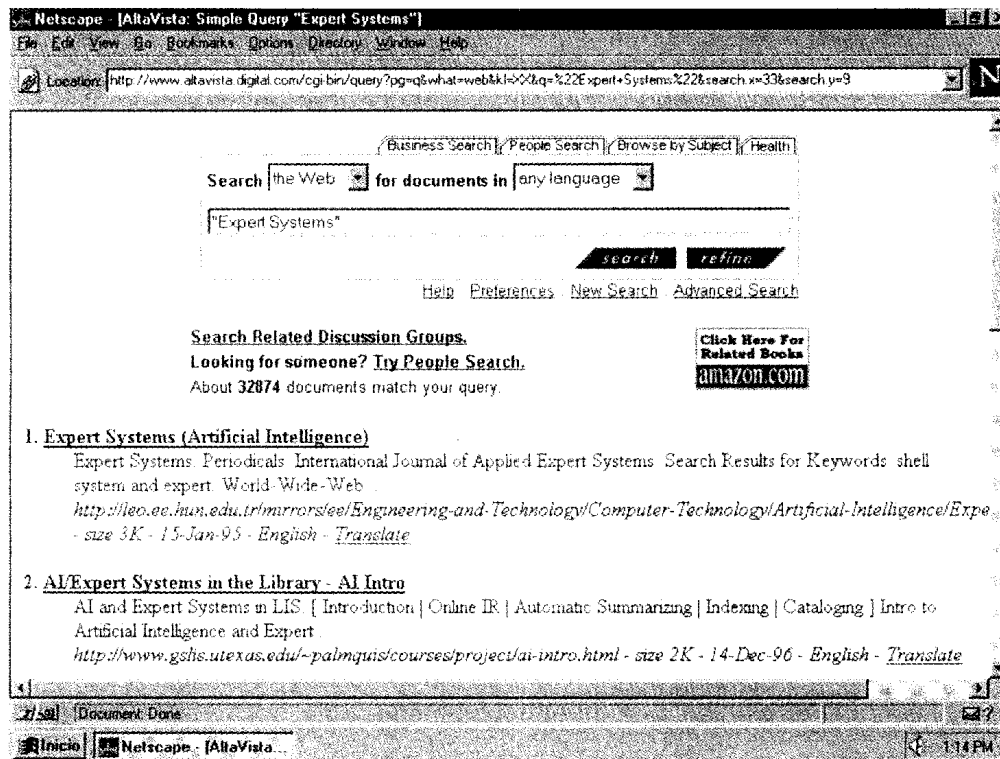 Netscape - [AltaVista: Simple Query "Expert Systems"]
File Edit View Go Bookmarks Options Directory Window Help
Location: http://www.altavista.digital.com/cgi-bin/query?pg=q&what=web&kl=XX&q=%22Expert+Systems%22&search.x=33&search.y=9
N
Business Search People Search Browse by Subject Health
Search the Web for documents in any language
"Expert Systems"
search refine
Help Preferences New Search Advanced Search
Search Related Discussion Groups.
Looking for someone? Try People Search.
About 32874 documents match your query.
Click Here For
Related Books
amazon.com
1. Expert Systems (Artificial Intelligence)
Expert Systems. Periodicals International Journal of Applied Expert Systems Search Results for Keywords shell
system and expert. World-Wide-Web .
http://leo.ee.hun.edu.tr/mirrors/ee/Engineering-and-Technology/Computer-Technology/Artificial-Intelligence/Expe
- size 3K - 15-Jan-95 - English - Translate
2. AI/Expert Systems in the Library - AI Intro
AI and Expert Systems in LIS. [ Introduction | Online IR | Automatic Summarizing | Indexing | Cataloging ] Intro to
Artificial Intelligence and Expert .
http://www.gslis.utexas.edu/~palmquis/courses/project/ai-intro.html - size 2K - 14-Dec-96 - English - Translate
Document: Done
Inicio Netscape - [AltaVista... 1:14 PM